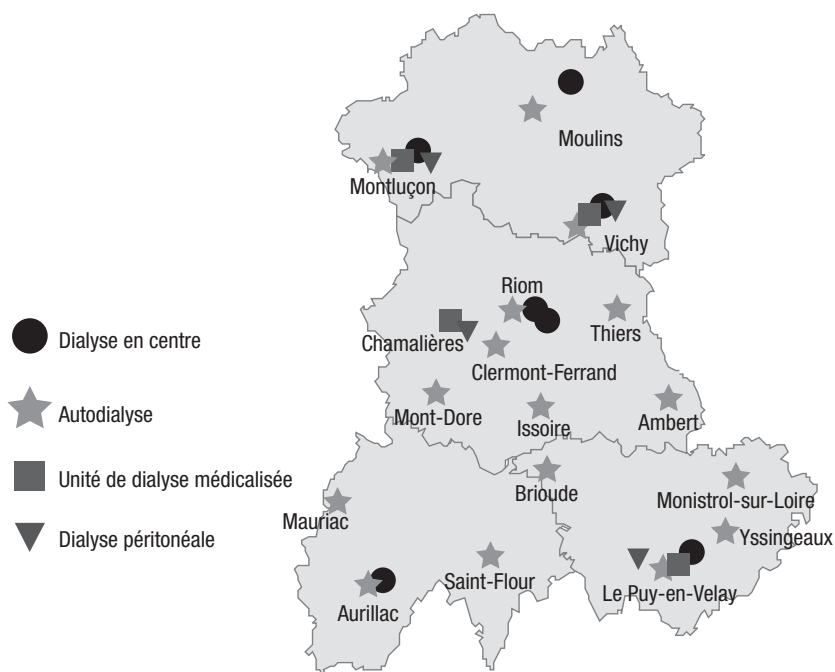 Moulins
Montluçon
Vichy
Riom
Thiers
Chamalières
Clermont-Ferrand
Mont-Dore
Issoire
Ambert
Brioude
Monistrol-sur-Loire
Mauriac
Yssingeaux
Saint-Flour
Le Puy-en-Velay
Aurillac
Dialyse en centre
Autodialyse
Unité de dialyse médicalisée
Dialyse péritonéale